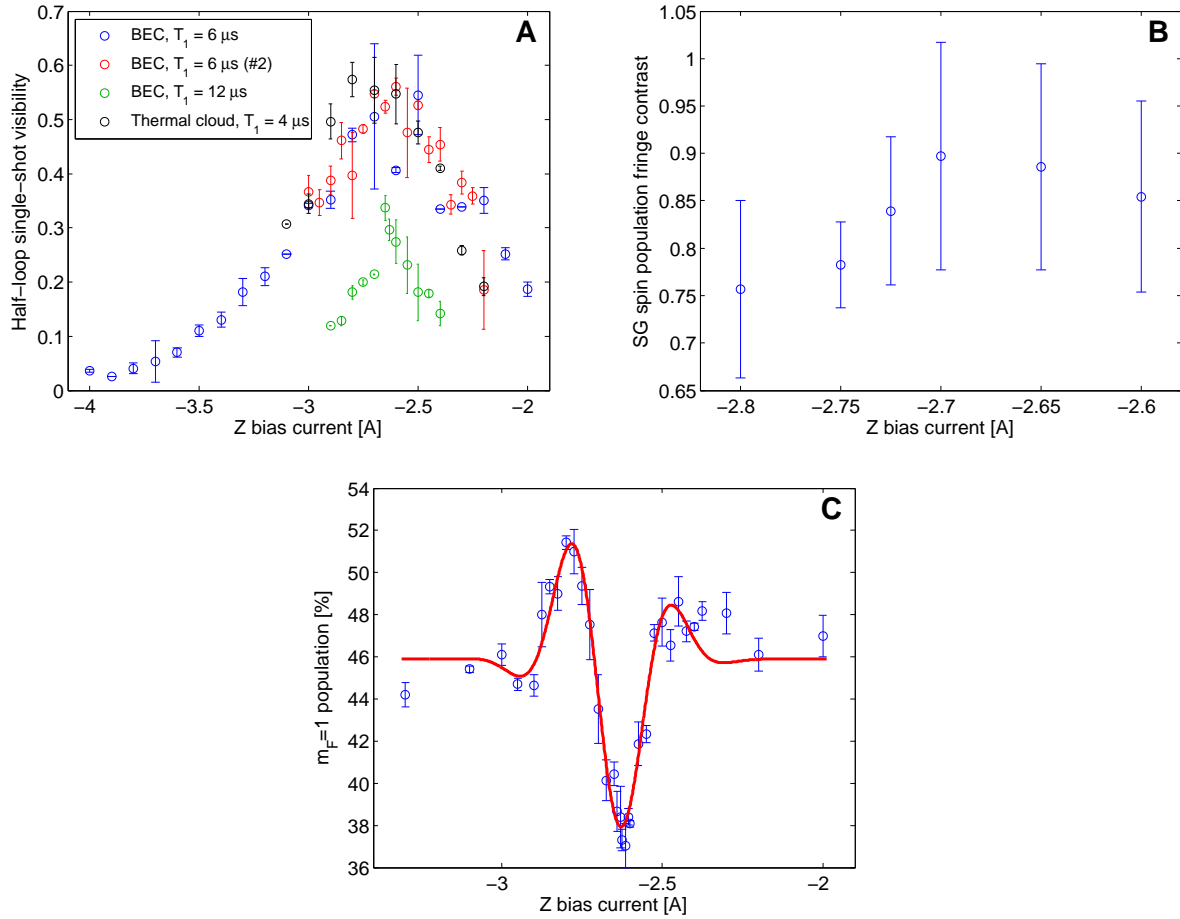 A
BEC, T1 = 6 μs
BEC, T1 = 6 μs (#2)
BEC, T1 = 12 μs
Thermal cloud, T1 = 4 μs
Half−loop single−shot visibility
0.7
0.6
0.5
0.4
0.3
0.2
0.1
0
−4 −3.5 −3 −2.5 −2
Z bias current [A]
B
SG spin population fringe contrast
1.05
1
0.95
0.9
0.85
0.8
0.75
0.7
0.65
−2.8 −2.75 −2.7 −2.65 −2.6
Z bias current [A]
C
mF=1 population [%]
54
52
50
48
46
44
42
40
38
36
−3 −2.5 −2
Z bias current [A]